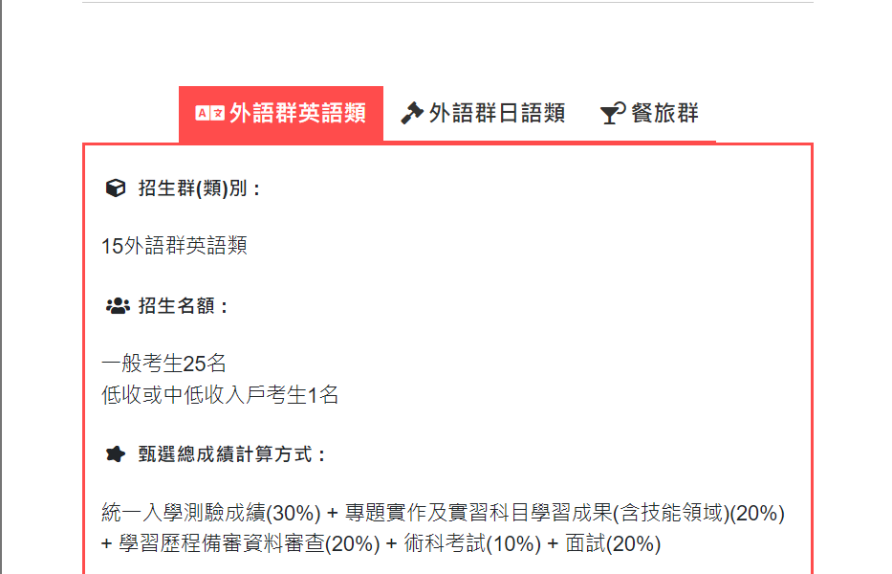 外語群英語類 外語群日語類 餐旅群
招生群(類)別：
15外語群英語類
招生名額：
一般考生25名
低收或中低收入戶考生1名
甄選總成績計算方式：
統一入學測驗成績(30%) + 專題實作及實習科目學習成果(含技能領域)(20%)
+ 學習歷程備審資料審查(20%) + 術科考試(10%) + 面試(20%)